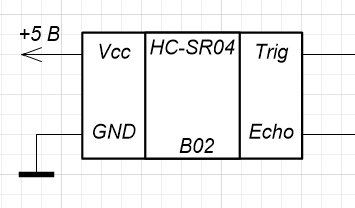 +5 В
Vcc HC-SR04 Trig
GND Echo
B02